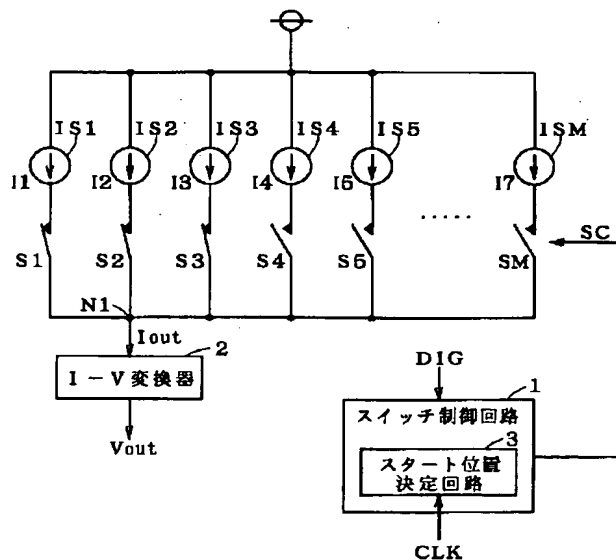 IS1 IS2 IS3 IS4 IS5 ISM
I1 I2 I3 I4 I5 I7
.....
SC
S1 S2 S3 S4 S5 SM
N1
Iout
2
I－V変換器
Vout
DIG
1
スイッチ制御回路
3
スタート位置
決定回路
CLK